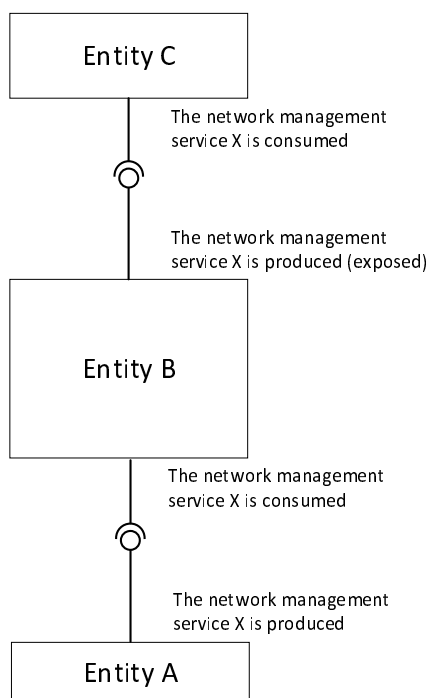 Entity C
The network management
service X is consumed
The network management
service X is produced (exposed)
Entity B
The network management
service X is consumed
The network management
service X is produced
Entity A